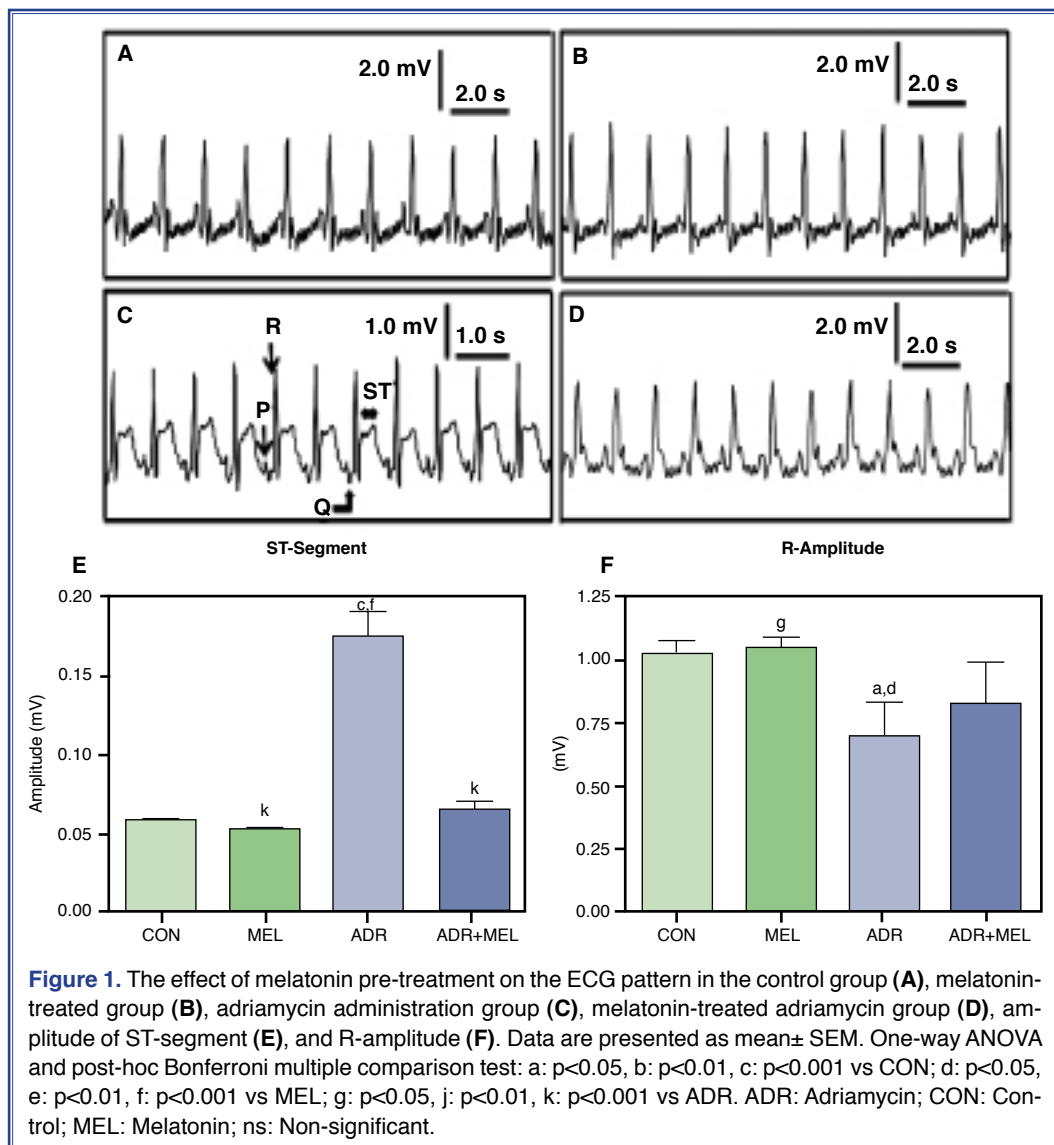 A
2.0 mV
2.0 s
B
2.0 mV
2.0 s
C
R
P
Q
ST
1.0 mV
1.0 s
D
2.0 mV
2.0 s
E
ST-Segment
Amplitude (mV)
0.20
0.15
0.10
0.05
0.00
k
c,f
k
CON MEL ADR ADR+MEL
F
R-Amplitude
(mV)
1.25
1.00
0.75
0.50
0.25
0.00
g
a,d
CON MEL ADR ADR+MEL
Figure 1. The effect of melatonin pre-treatment on the ECG pattern in the control group (A), melatonin-
treated group (B), adriamycin administration group (C), melatonin-treated adriamycin group (D), am-
plitude of ST-segment (E), and R-amplitude (F). Data are presented as mean± SEM. One-way ANOVA
and post-hoc Bonferroni multiple comparison test: a: p<0.05, b: p<0.01, c: p<0.001 vs CON; d: p<0.05,
e: p<0.01, f: p<0.001 vs MEL; g: p<0.05, j: p<0.01, k: p<0.001 vs ADR. ADR: Adriamycin; CON: Con-
trol; MEL: Melatonin; ns: Non-significant.